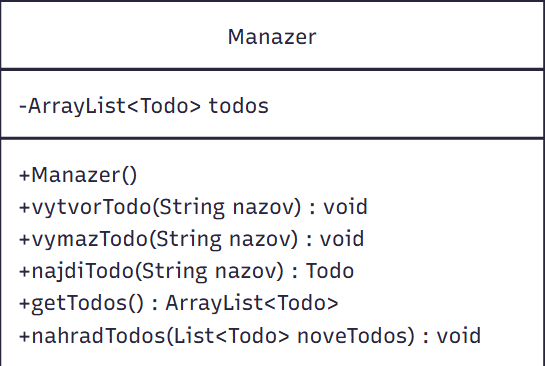 Manazer
-ArrayList<Todo> todos
+Manazer()
+vytvorTodo(String nazov) : void
+vymazTodo(String nazov) : void
+najdiTodo(String nazov) : Todo
+getTodos() : ArrayList<Todo>
+nahradTodos(List<Todo> noveTodos) : void